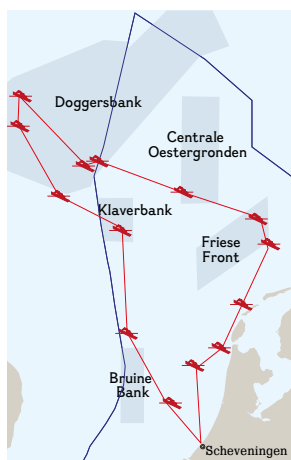 Doggersbank
Centrale
Oestergronden
Klaverbank
Friese
Front
Bruine
Bank
Scheveningen